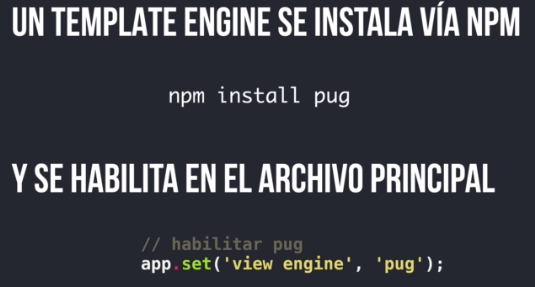 UN TEMPLATE ENGINE SE INSTALA VÍA NPM
npm install pug
Y SE HABILITA EN EL ARCHIVO PRINCIPAL
// habilitar pug
app.set('view engine', 'pug');